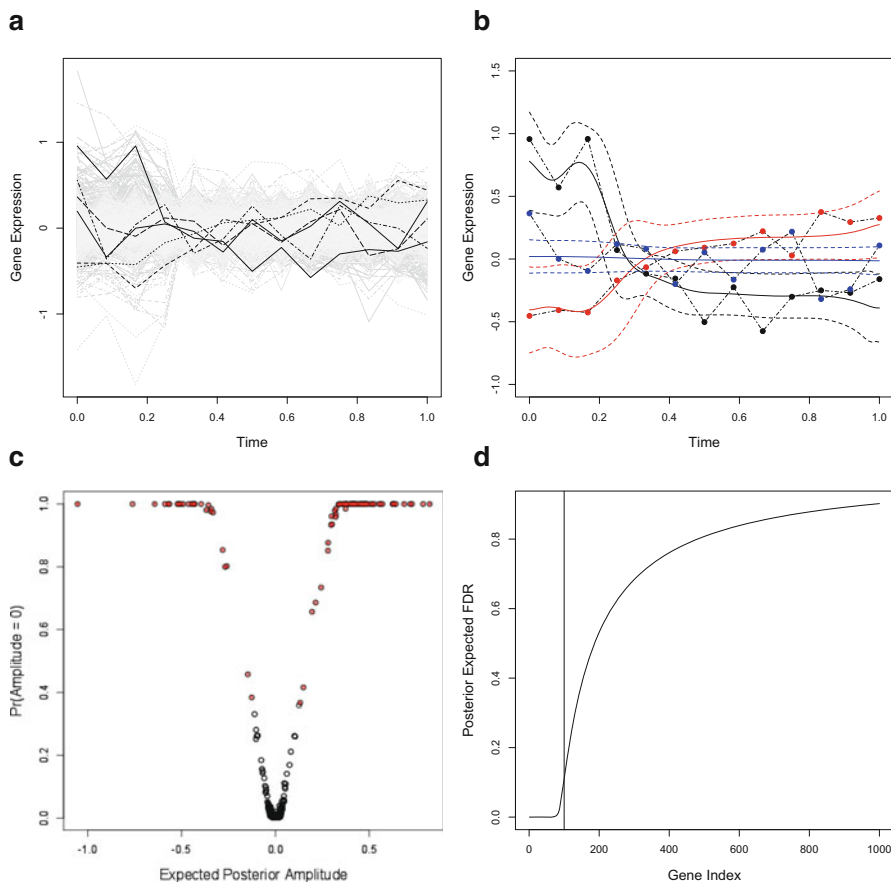 a
Gene Expression
1
0
-1
0.0 0.2 0.4 0.6 0.8 1.0
Time
b
Gene Expression
1.5
1.0
0.5
0.0
-0.5
-1.0
0.0 0.2 0.4 0.6 0.8 1.0
Time
c
Pr(Amplitude = 0)
1.0
0.8
0.6
0.4
0.2
0.0
-1.0 -0.5 0.0 0.5
Expected Posterior Amplitude
d
Posterior Expected FDR
0.8
0.6
0.4
0.2
0.0
0 200 400 600 800 1000
Gene Index